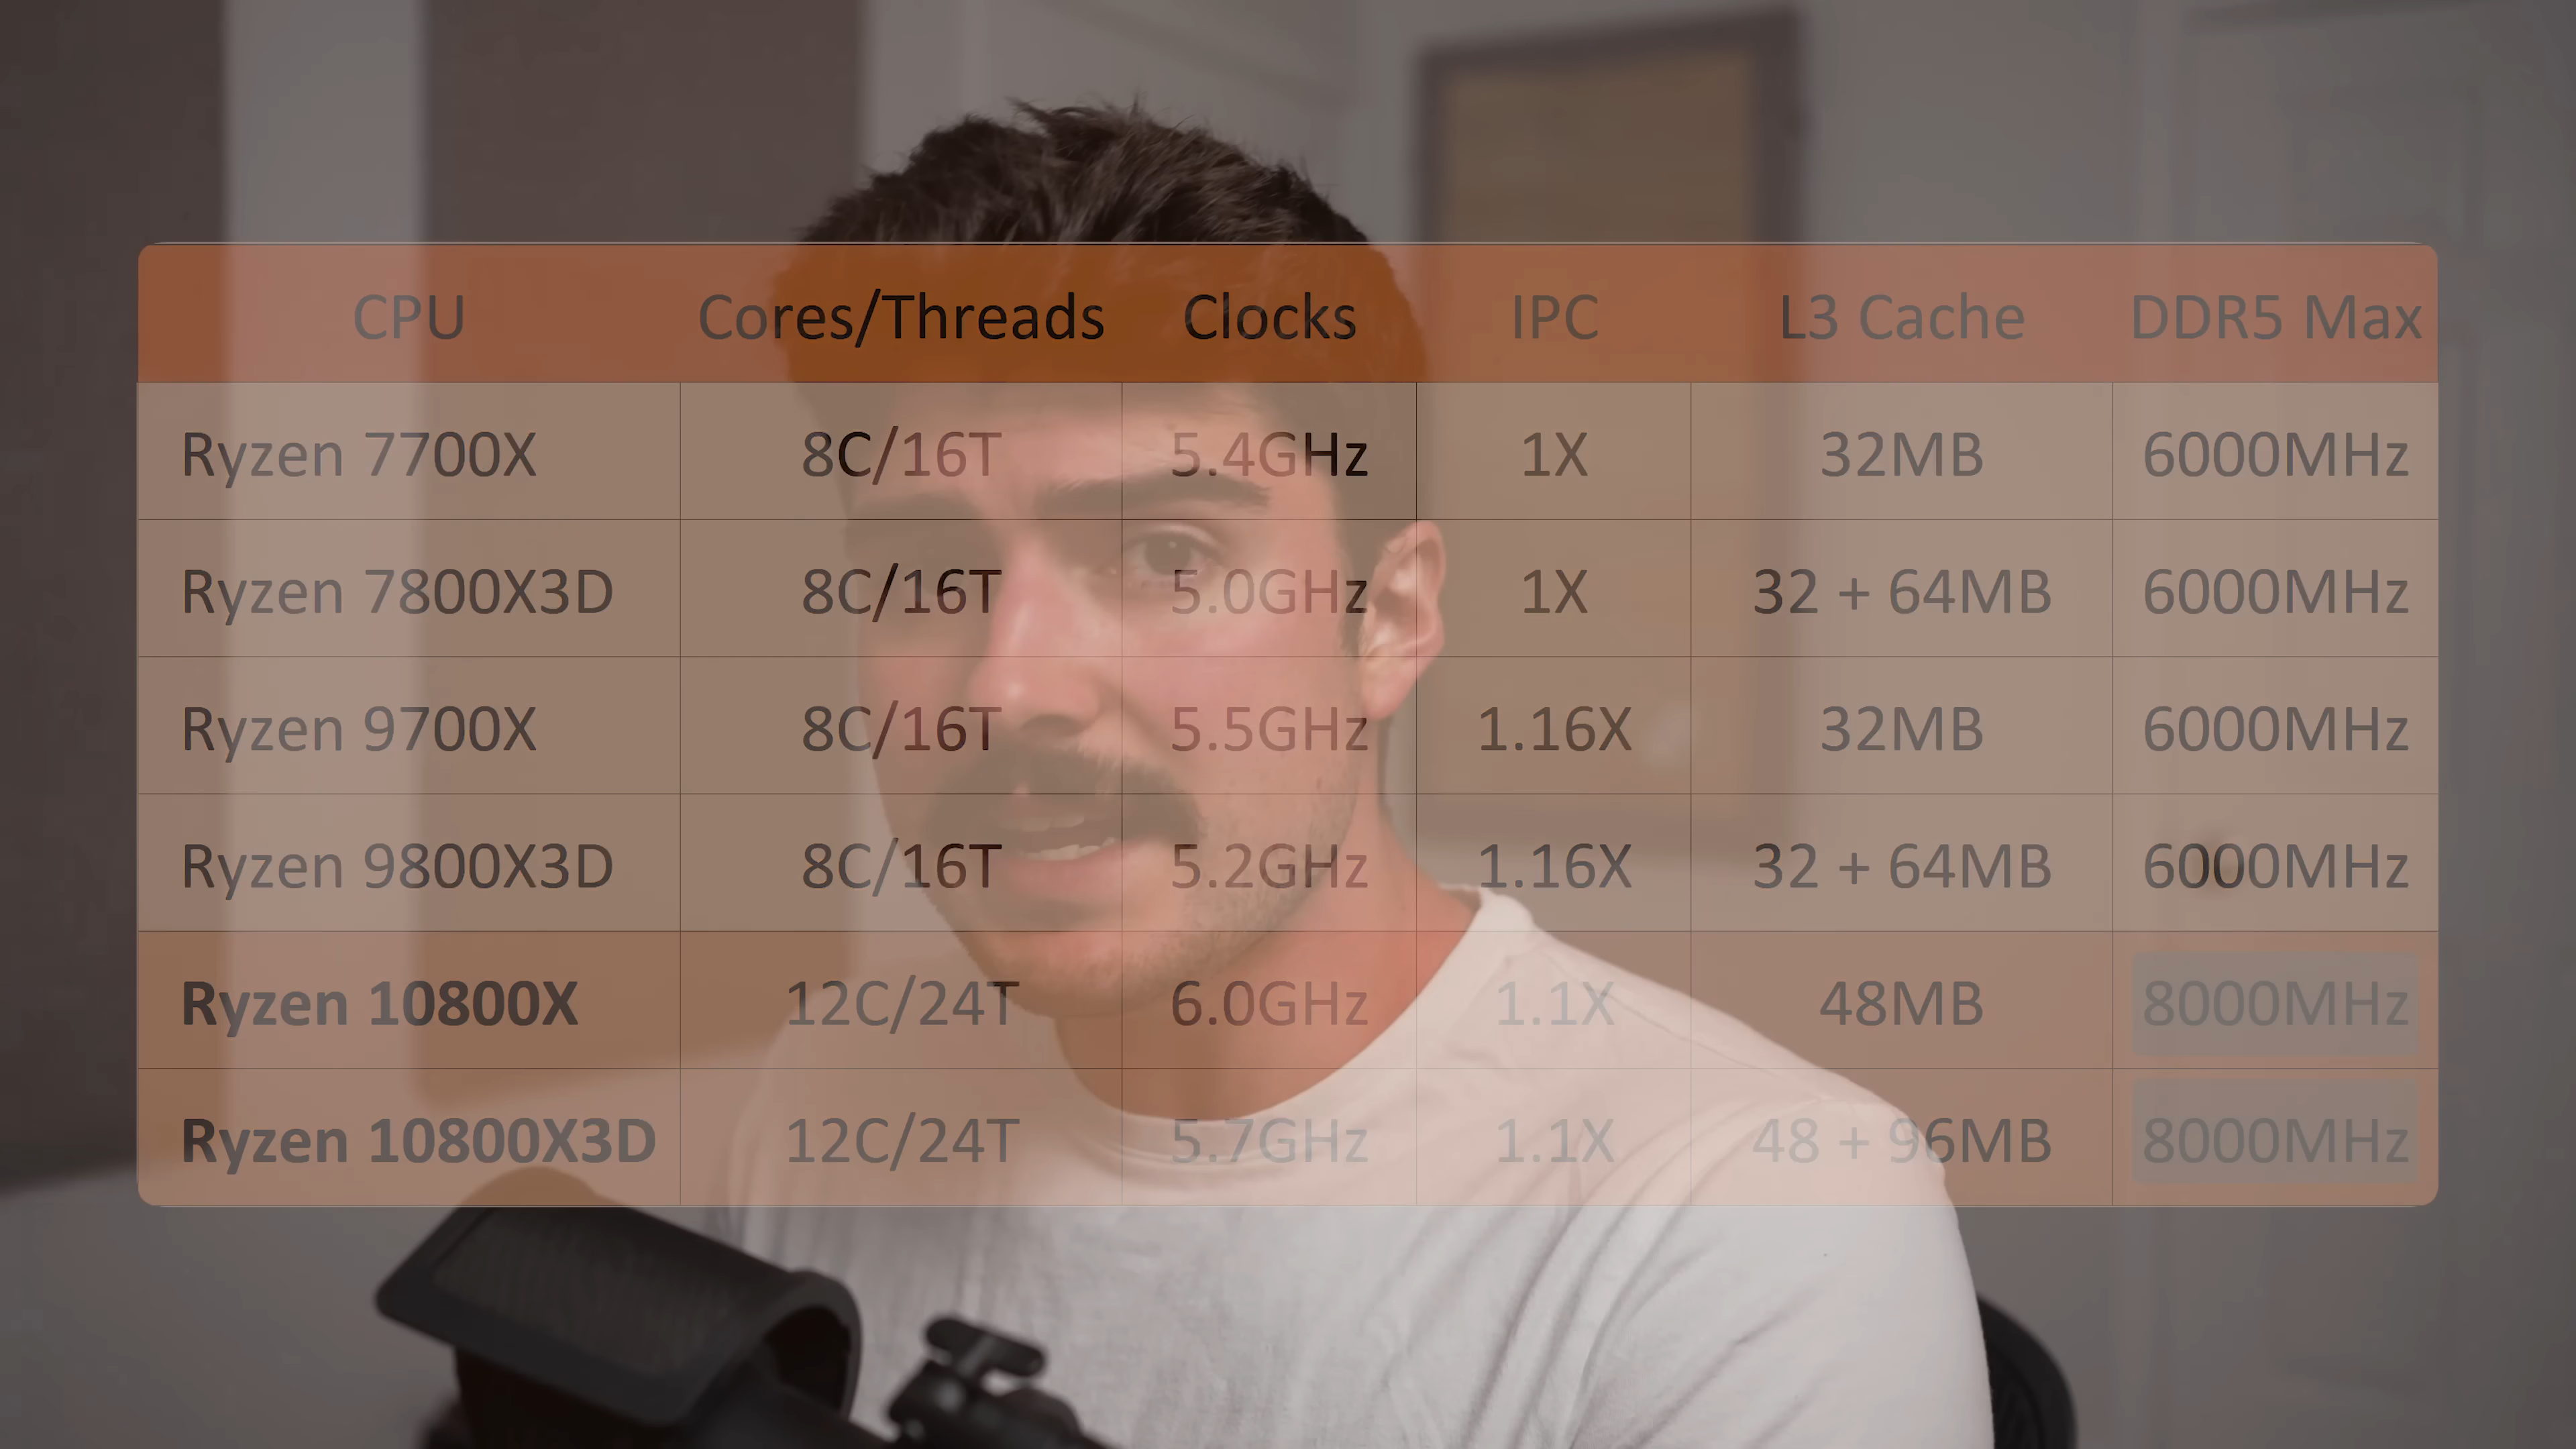 CPU Cores/Threads Clocks IPC L3 Cache DDR5 Max
Ryzen 7700X 8C/16T 5.4GHz 1X 32MB 6000MHz
Ryzen 7800X3D 8C/16T 5.0GHz 1X 32 + 64MB 6000MHz
Ryzen 9700X 8C/16T 5.5GHz 1.16X 32MB 6000MHz
Ryzen 9800X3D 8C/16T 5.2GHz 1.16X 32 + 64MB 6000MHz
Ryzen 10800X 12C/24T 6.0GHz 1.1X 48MB 8000MHz
Ryzen 10800X3D 12C/24T 5.7GHz 1.1X 48 + 96MB 8000MHz